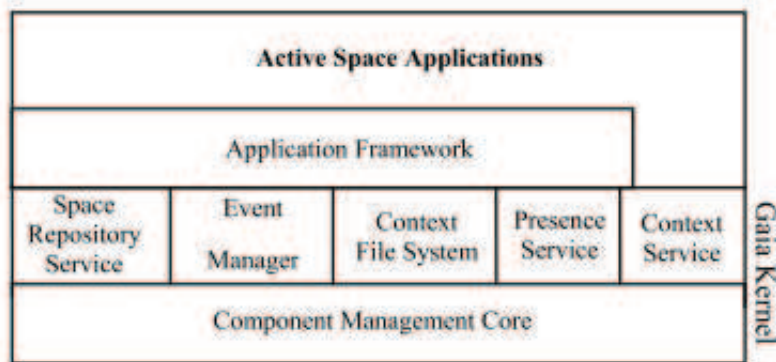 Active Space Applications
Application Framework
Space
Repository
Service
Event
Manager
Context
File System
Presence
Service
Context
Service
Component Management Core
Gaia Kernel